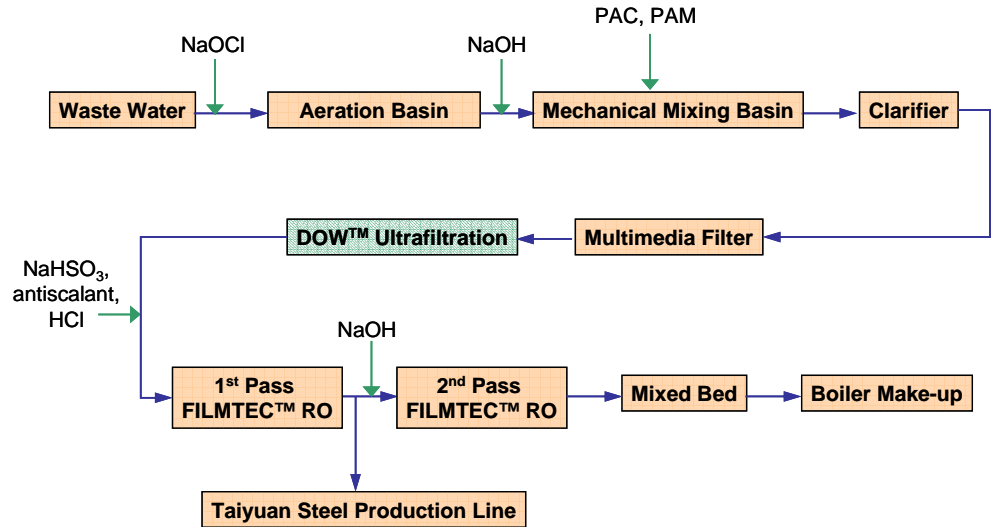 PAC, PAM
NaOCl
NaOH
Waste Water
Aeration Basin
Mechanical Mixing Basin
Clarifier
DOW™ Ultrafiltration
Multimedia Filter
NaHSO₃,
antiscalant,
HCl
NaOH
1ˢᵗ Pass
FILMTEC™ RO
2ⁿᵈ Pass
FILMTEC™ RO
Mixed Bed
Boiler Make-up
Taiyuan Steel Production Line